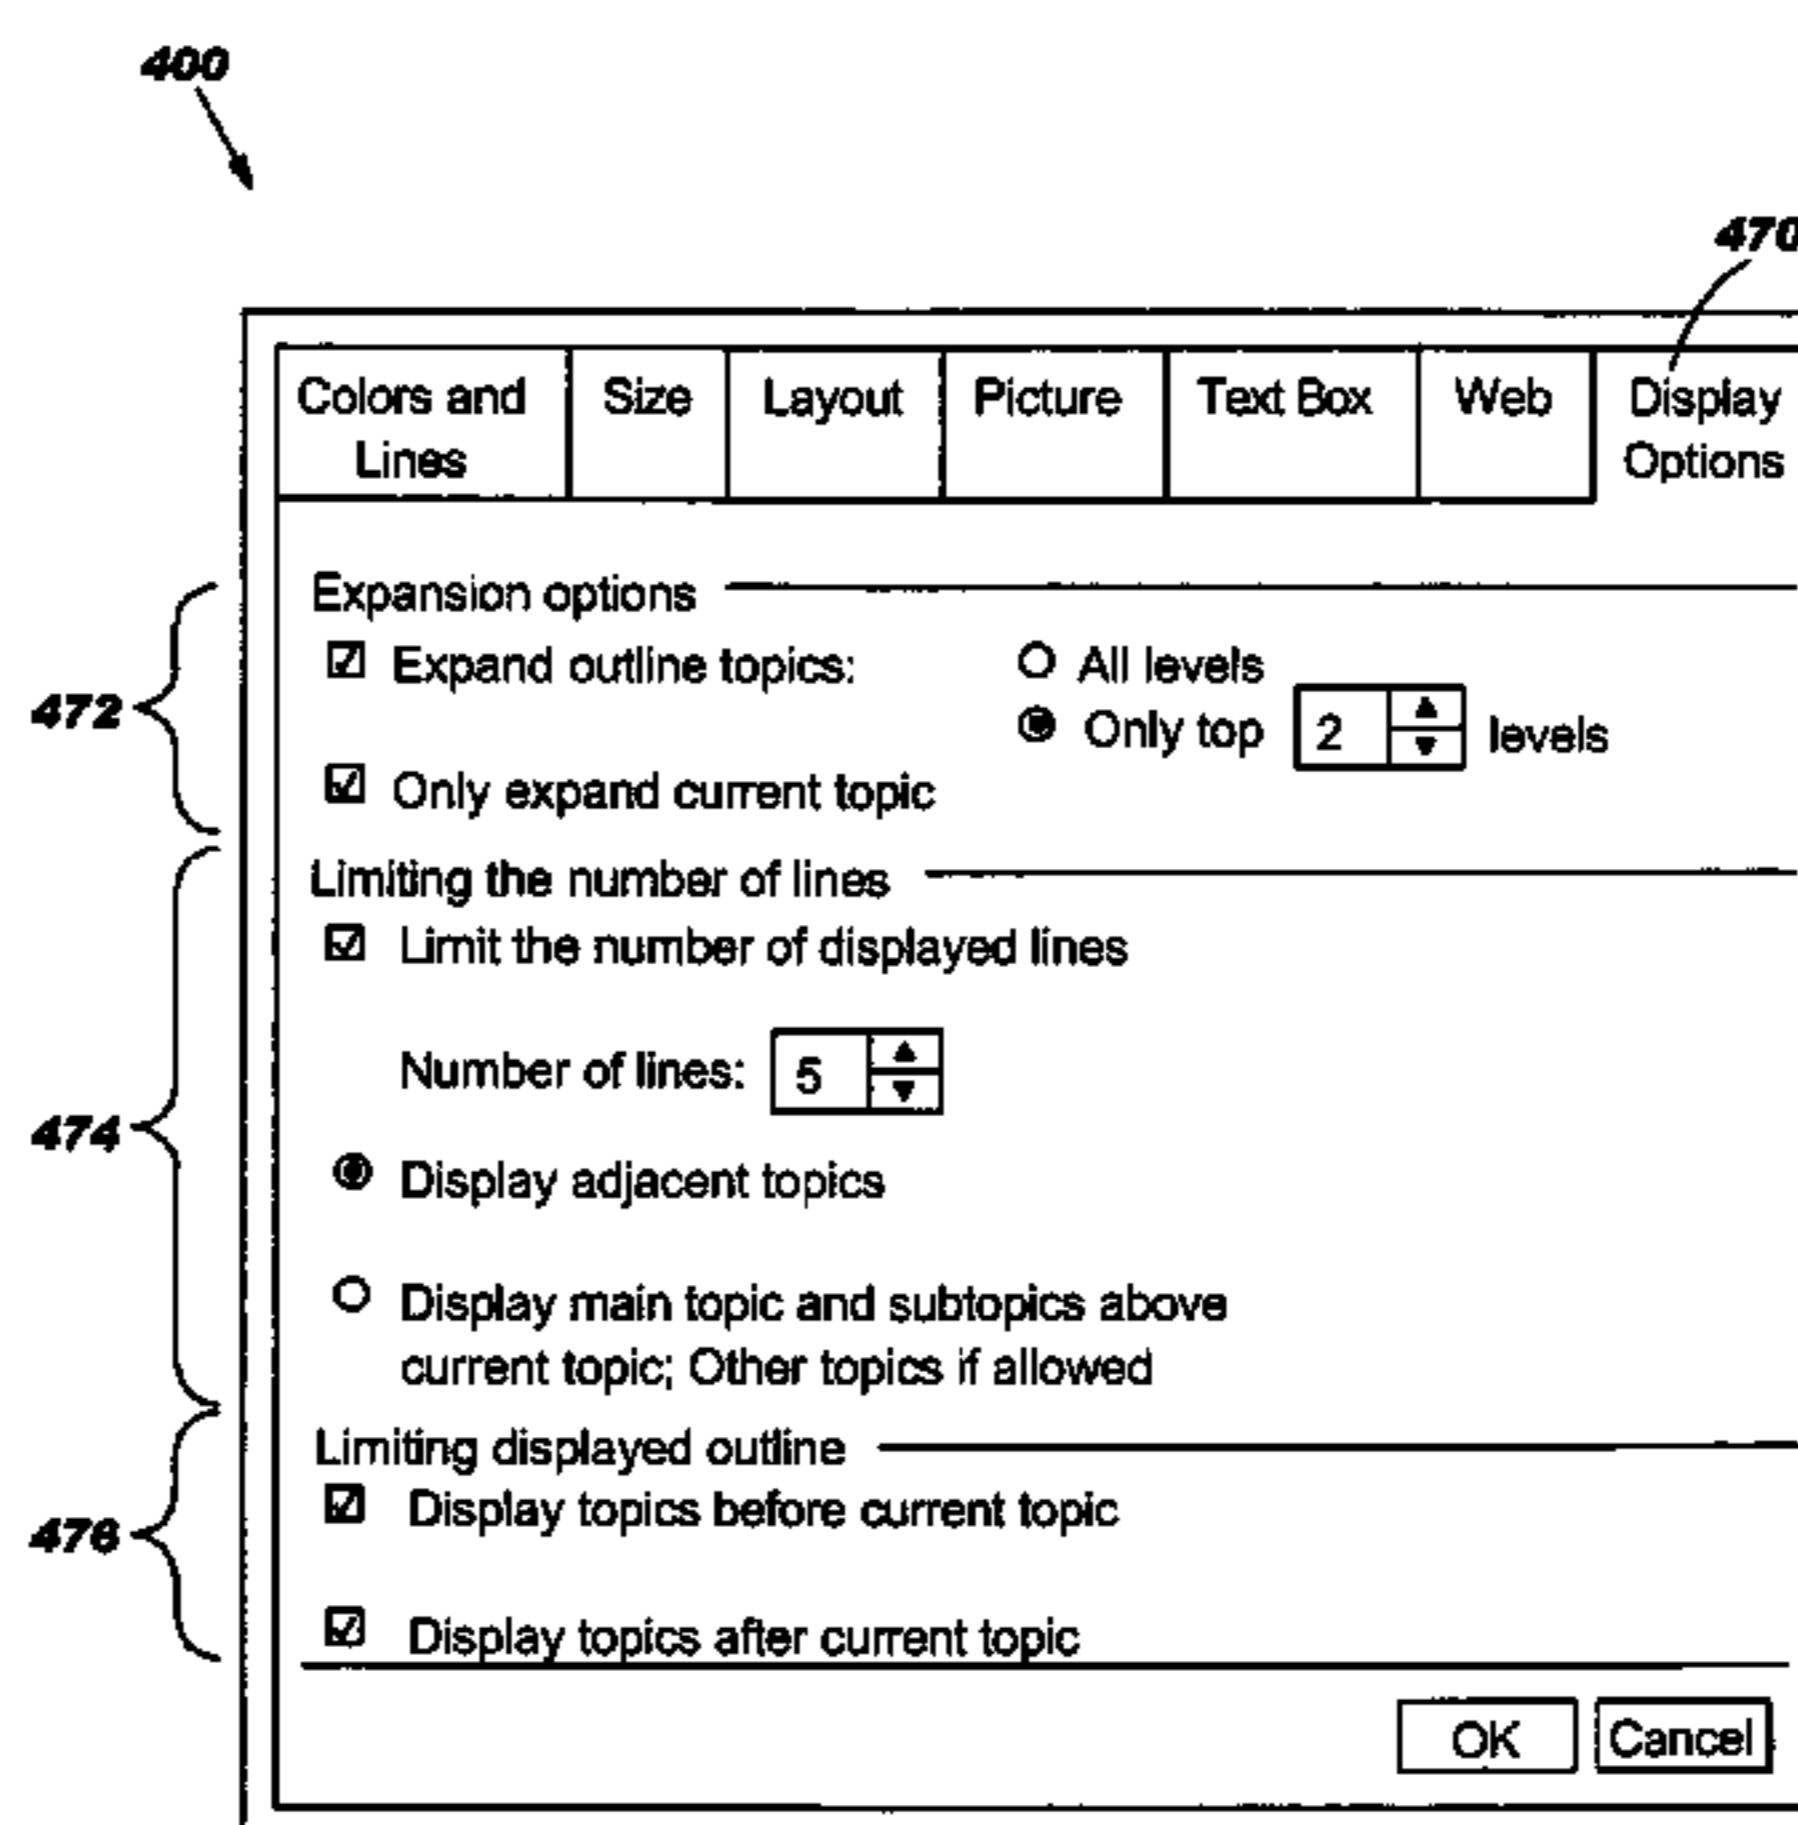 400
470
Colors and Lines Size Layout Picture Text Box Web Display Options
Expansion options
Expand outline topics: All levels
472 Only top 2 levels
Only expand current topic
Limiting the number of lines
Limit the number of displayed lines
Number of lines: 5
474
Display adjacent topics
Display main topic and subtopics above
current topic; Other topics if allowed
Limiting displayed outline
Display topics before current topic
476
Display topics after current topic
OK Cancel